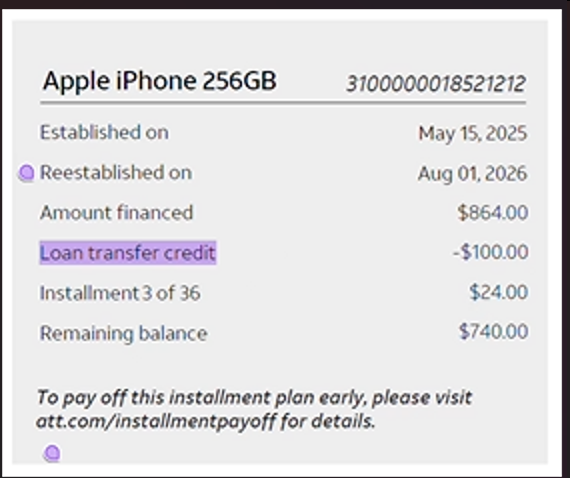 Apple iPhone 256GB 3100000018521212
Established on May 15, 2025
Reestablished on Aug 01, 2026
Amount financed $864.00
Loan transfer credit -$100.00
Installment 3 of 36 $24.00
Remaining balance $740.00
To pay off this installment plan early, please visit
att.com/installmentpayoff for details.